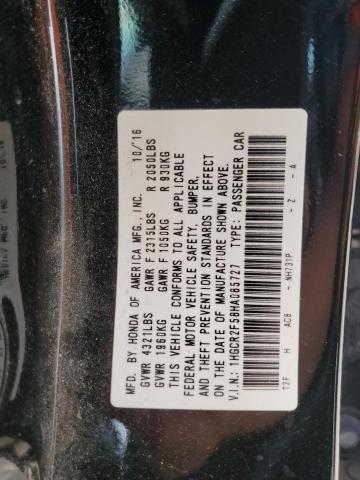 MFD. BY HONDA OF AMERICA MFG., INC. 10/16
GVWR 4321LBS GAWR F 2315LBS R 2050LBS
GVWR 1960KG GAWR F 1050KG R 930KG
THIS VEHICLE CONFORMS TO ALL APPLICABLE
FEDERAL MOTOR VEHICLE SAFETY, BUMPER,
AND THEFT PREVENTION STANDARDS IN EFFECT
ON THE DATE OF MANUFACTURE SHOWN ABOVE.
V.I.N.: 1HGCR2F58HA085727 TYPE: PASSENGER CAR
T2F H ACB - NH731P - Z - A